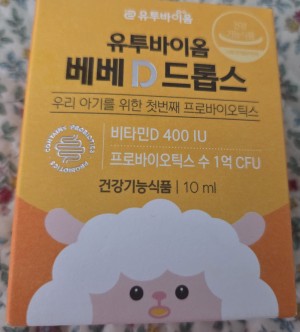 유투바이옴
유투바이옴
베베D드롭스
우리 아기를 위한 첫번째 프로바이오틱스
비타민D 400 IU
프로바이오틱스 수 1억 CFU
건강기능식품 | 10 ml
PROBIOTICS